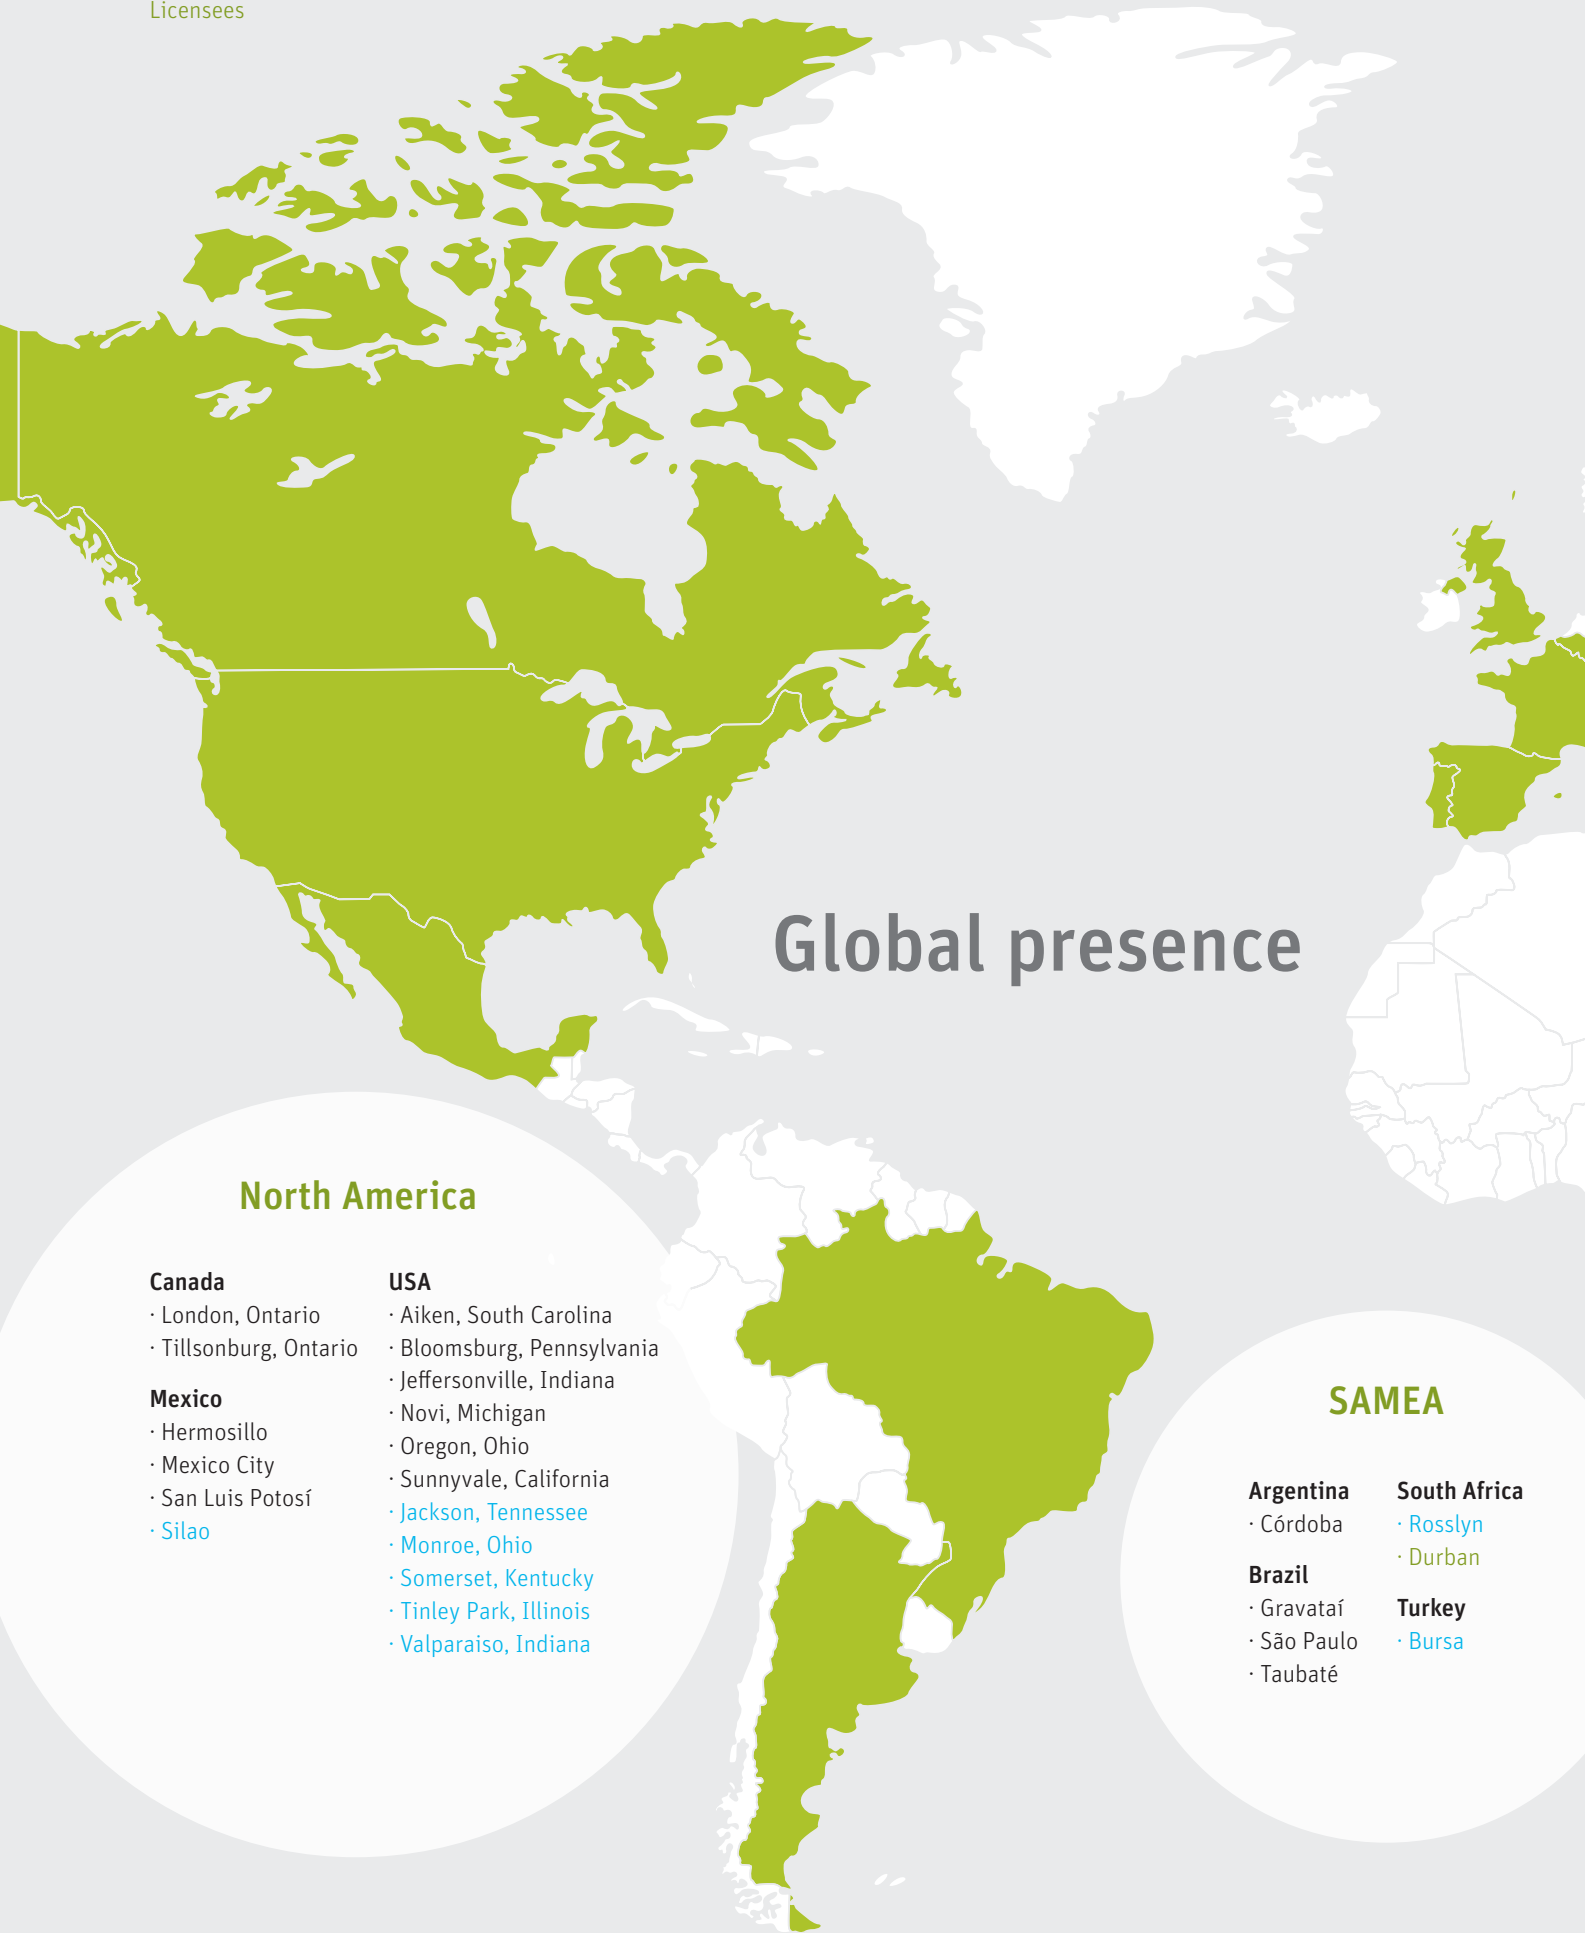 Licensees
Global presence
North America
Canada
· London, Ontario
· Tillsonburg, Ontario
Mexico
· Hermosillo
· Mexico City
· San Luis Potosí
· Silao
USA
· Aiken, South Carolina
· Bloomsburg, Pennsylvania
· Jeffersonville, Indiana
· Novi, Michigan
· Oregon, Ohio
· Sunnyvale, California
· Jackson, Tennessee
· Monroe, Ohio
· Somerset, Kentucky
· Tinley Park, Illinois
· Valparaiso, Indiana
SAMEA
Argentina
· Córdoba
Brazil
· Gravataí
· São Paulo
· Taubaté
South Africa
· Rosslyn
· Durban
Turkey
· Bursa